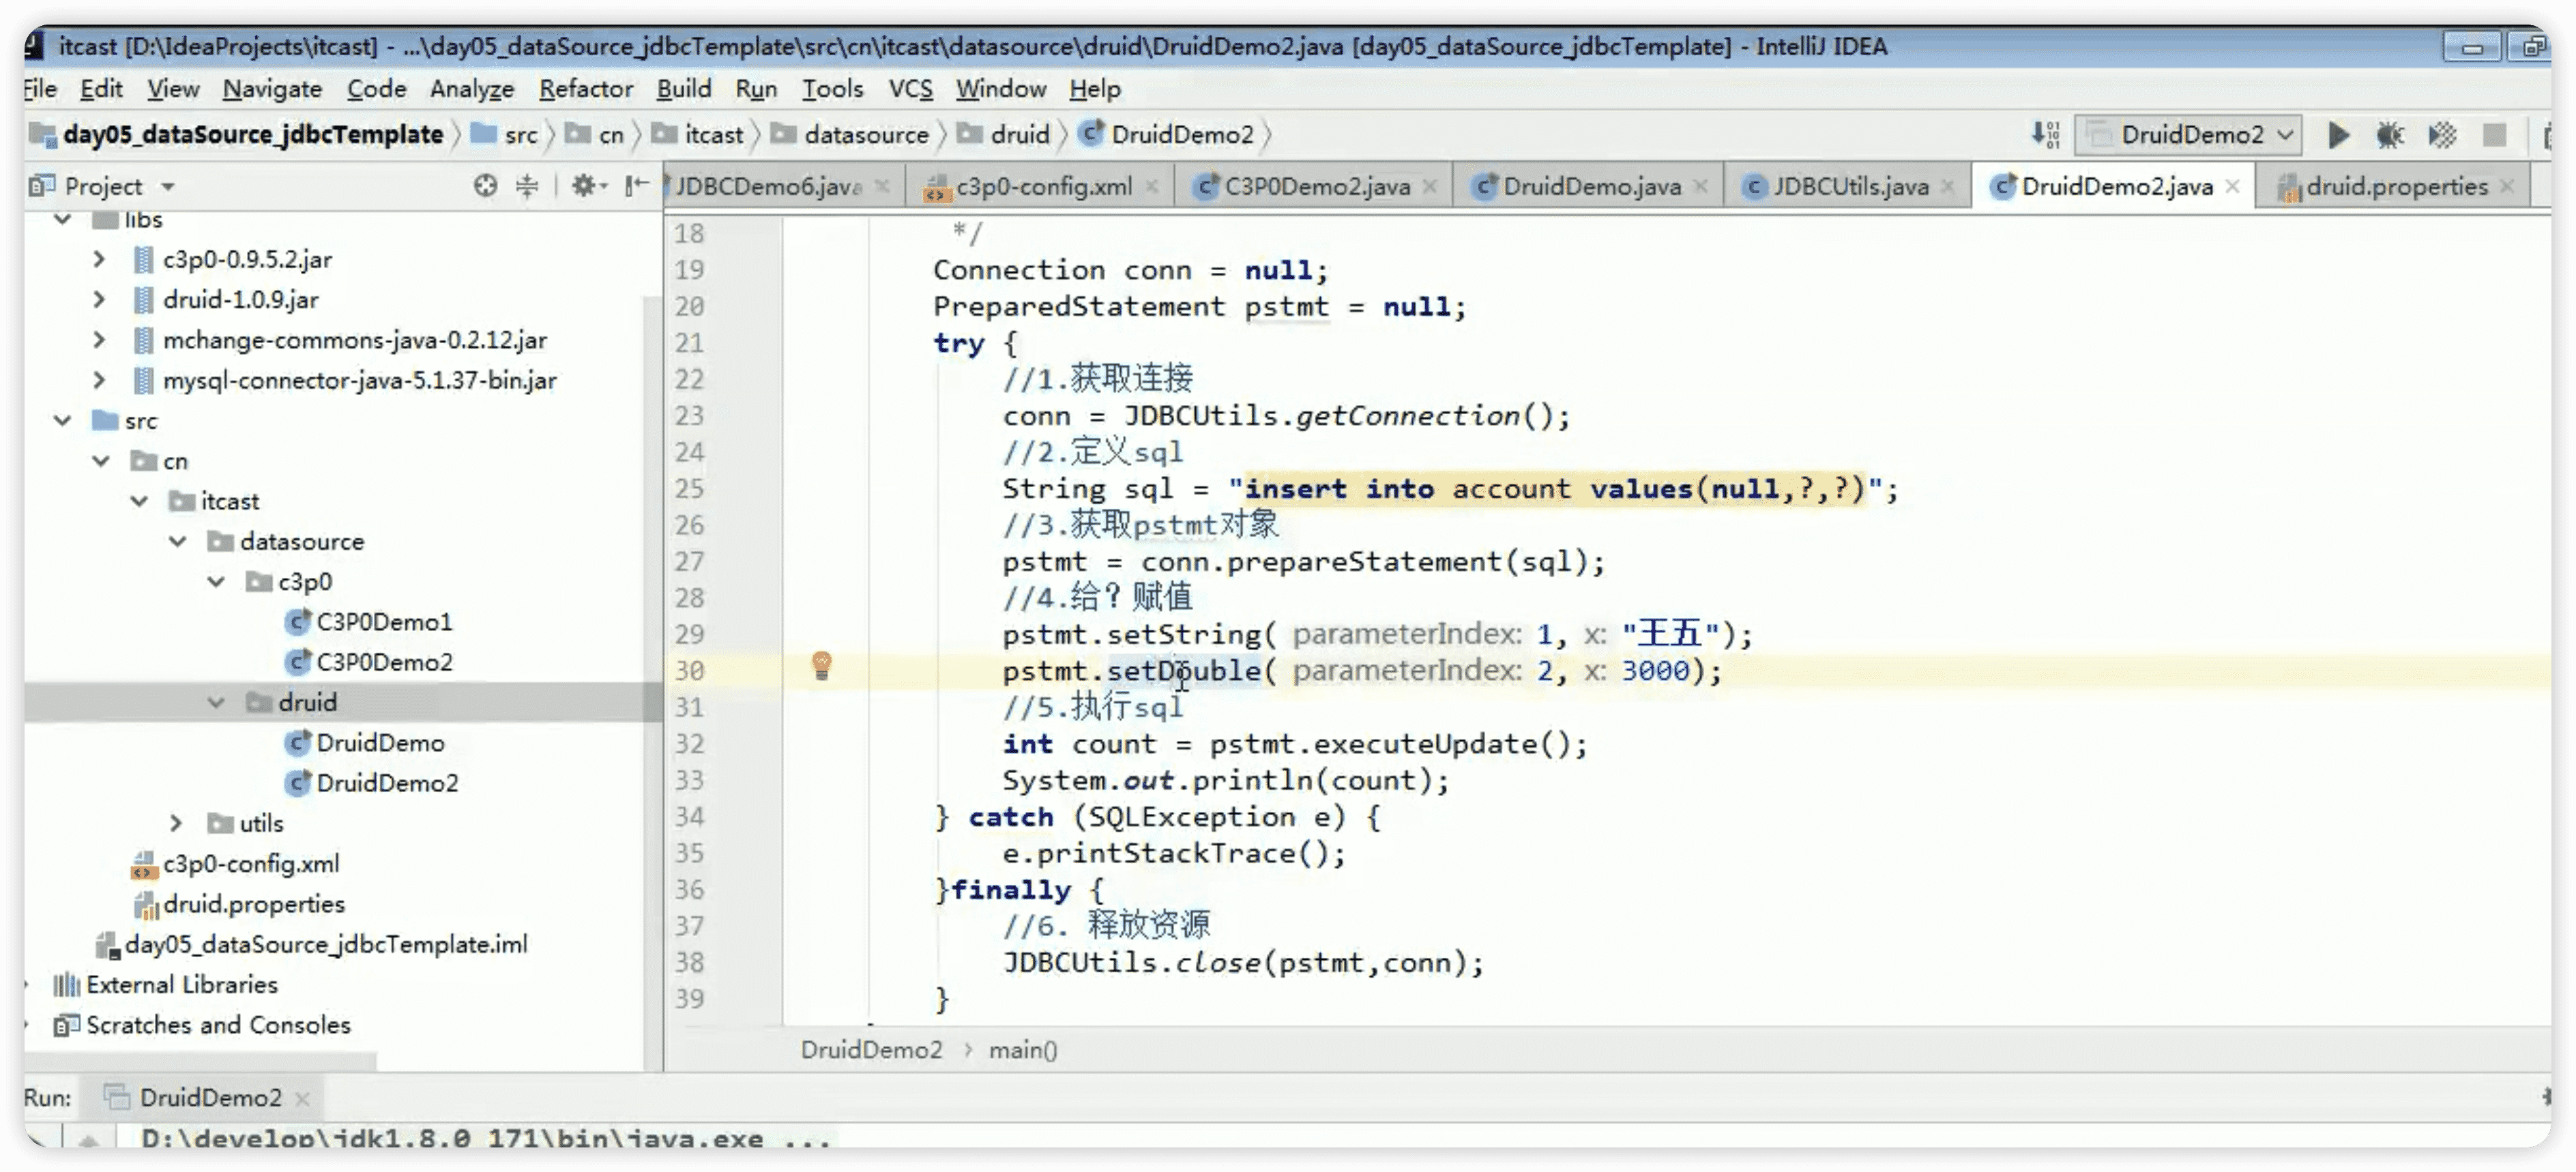 itcast [D:\IdeaProjects\itcast] - ...\day05_dataSource_jdbcTemplate\src\cn\itcast\datasource\druid\DruidDemo2.java [day05_dataSource_jdbcTemplate] - IntelliJ IDEA
File Edit View Navigate Code Analyze Refactor Build Run Tools VCS Window Help
day05_dataSource_jdbcTemplate src cn itcast datasource druid DruidDemo2
DruidDemo2
Project
JDBCDemo6.java c3p0-config.xml C3P0Demo2.java DruidDemo.java JDBCUtils.java DruidDemo2.java druid.properties
libs
c3p0-0.9.5.2.jar
druid-1.0.9.jar
mchange-commons-java-0.2.12.jar
mysql-connector-java-5.1.37-bin.jar
src
cn
itcast
datasource
c3p0
C3P0Demo1
C3P0Demo2
druid
DruidDemo
DruidDemo2
utils
c3p0-config.xml
druid.properties
day05_dataSource_jdbcTemplate.iml
External Libraries
Scratches and Consoles
18 */
19 Connection conn = null;
20 PreparedStatement pstmt = null;
21 try {
22 //1.获取连接
23 conn = JDBCUtils.getConnection();
24 //2.定义sql
25 String sql = "insert into account values(null,?,?)";
26 //3.获取pstmt对象
27 pstmt = conn.prepareStatement(sql);
28 //4.给？赋值
29 pstmt.setString( parameterIndex: 1, x: "王五");
30 pstmt.setDouble( parameterIndex: 2, x: 3000);
31 //5.执行sql
32 int count = pstmt.executeUpdate();
33 System.out.println(count);
34 } catch (SQLException e) {
35 e.printStackTrace();
36 }finally {
37 //6. 释放资源
38 JDBCUtils.close(pstmt,conn);
39 }
DruidDemo2 > main()
Run: DruidDemo2
D:\develop\jdk1.8.0_171\bin\java.exe ...